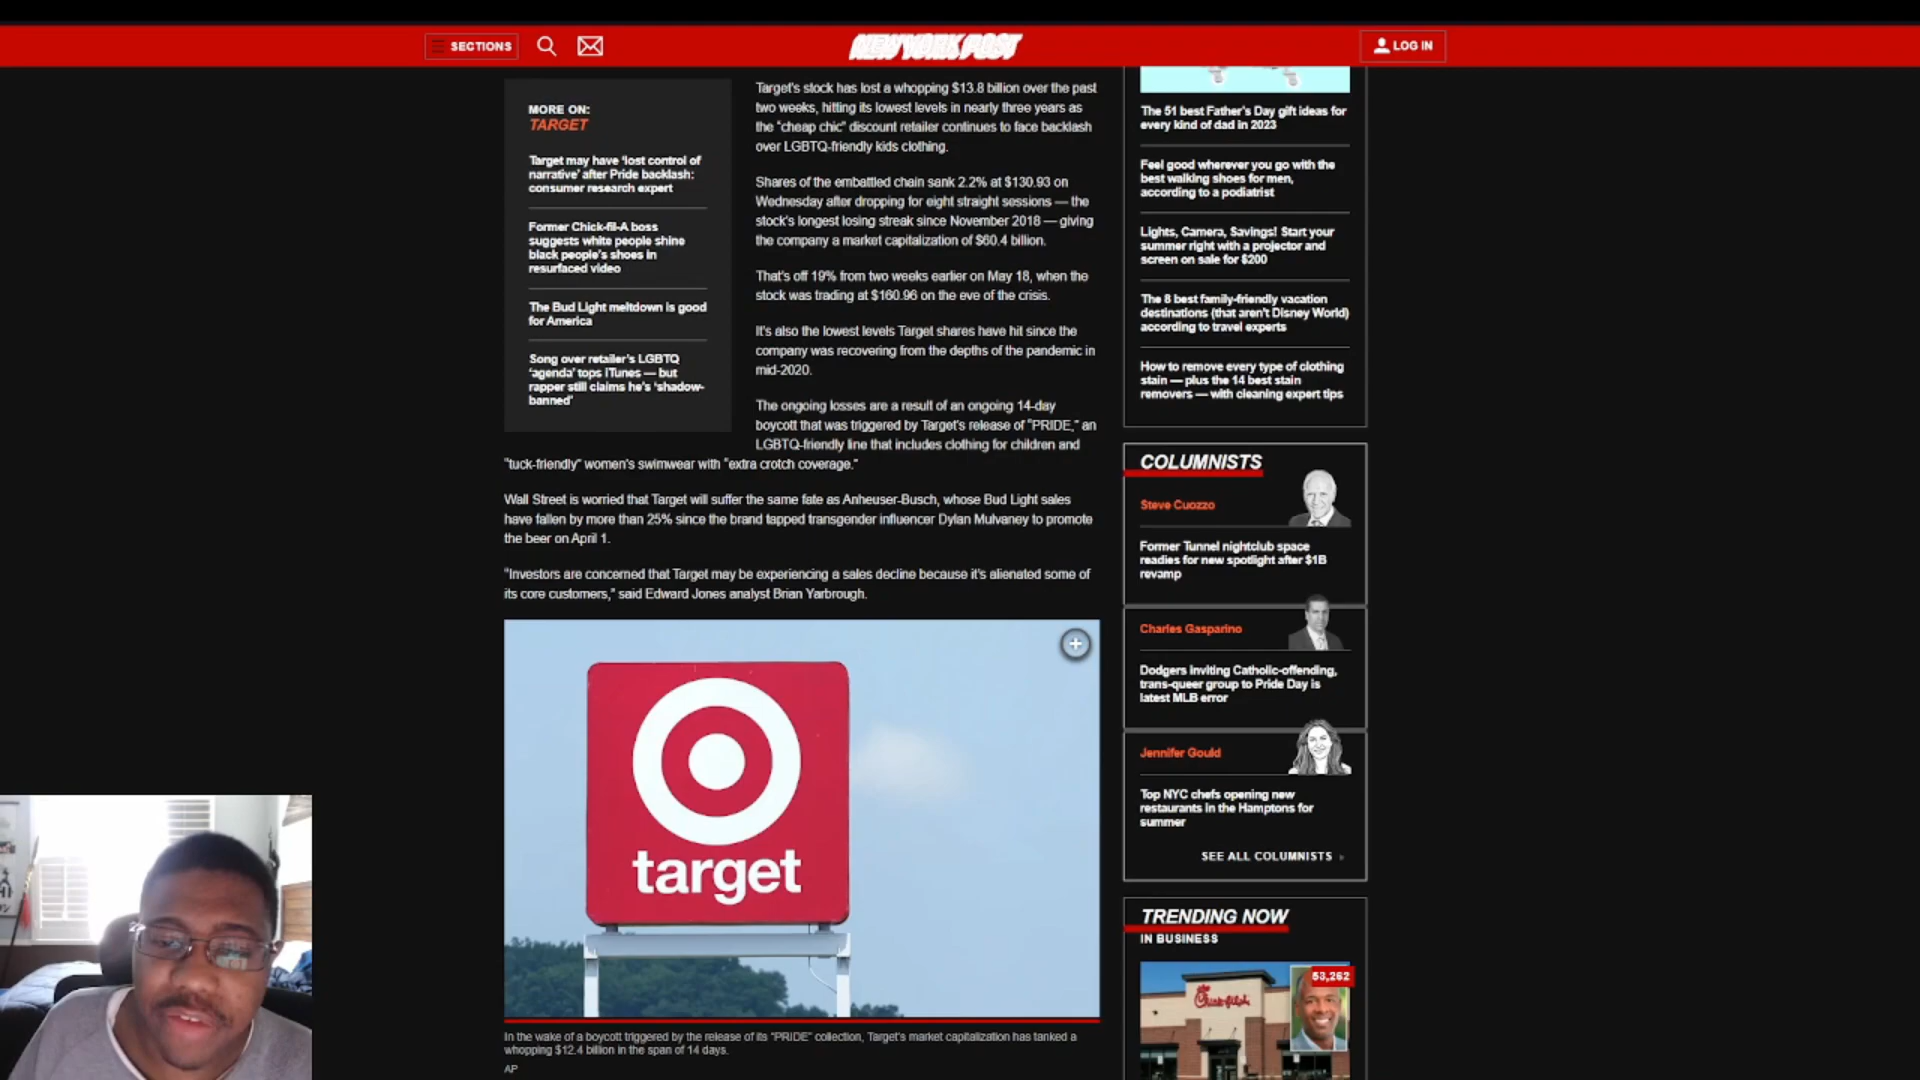 SECTIONS
NEW YORK POST
LOG IN
MORE ON:
TARGET
Target may have 'lost control of
narrative' after Pride backlash:
consumer research expert
Former Chick-fil-A boss
suggests white people shine
black people's shoes in
resurfaced video
The Bud Light meltdown is good
for America
Song over retailer's LGBTQ
'agenda' tops iTunes — but
rapper still claims he's 'shadow-
banned'
Target's stock has lost a whopping $13.8 billion over the past
two weeks, hitting its lowest levels in nearly three years as
the "cheap chic" discount retailer continues to face backlash
over LGBTQ-friendly kids clothing.
Shares of the embattled chain sank 2.2% at $130.93 on
Wednesday after dropping for eight straight sessions — the
stock's longest losing streak since November 2018 — giving
the company a market capitalization of $60.4 billion.
That's off 19% from two weeks earlier on May 18, when the
stock was trading at $160.96 on the eve of the crisis.
It's also the lowest levels Target shares have hit since the
company was recovering from the depths of the pandemic in
mid-2020.
The ongoing losses are a result of an ongoing 14-day
boycott that was triggered by Target's release of "PRIDE," an
LGBTQ-friendly line that includes clothing for children and
"tuck-friendly" women's swimwear with "extra crotch coverage."
Wall Street is worried that Target will suffer the same fate as Anheuser-Busch, whose Bud Light sales
have fallen by more than 25% since the brand tapped transgender influencer Dylan Mulvaney to promote
the beer on April 1.
"Investors are concerned that Target may be experiencing a sales decline because it's alienated some of
its core customers," said Edward Jones analyst Brian Yarbrough.
target
In the wake of a boycott triggered by the release of its "PRIDE" collection, Target's market capitalization has tanked a
whopping $12.4 billion in the span of 14 days.
AP
The 51 best Father's Day gift ideas for
every kind of dad in 2023
Feel good wherever you go with the
best walking shoes for men,
according to a podiatrist
Lights, Camera, Savings! Start your
summer right with a projector and
screen on sale for $200
The 8 best family-friendly vacation
destinations (that aren't Disney World)
according to travel experts
How to remove every type of clothing
stain — plus the 14 best stain
removers — with cleaning expert tips
COLUMNISTS
Steve Cuozzo
Former Tunnel nightclub space
readies for new spotlight after $1B
revamp
Charles Gasparino
Dodgers inviting Catholic-offending,
trans-queer group to Pride Day is
latest MLB error
Jennifer Gould
Top NYC chefs opening new
restaurants in the Hamptons for
summer
SEE ALL COLUMNISTS
TRENDING NOW
IN BUSINESS
53,262
Chick-fil-A